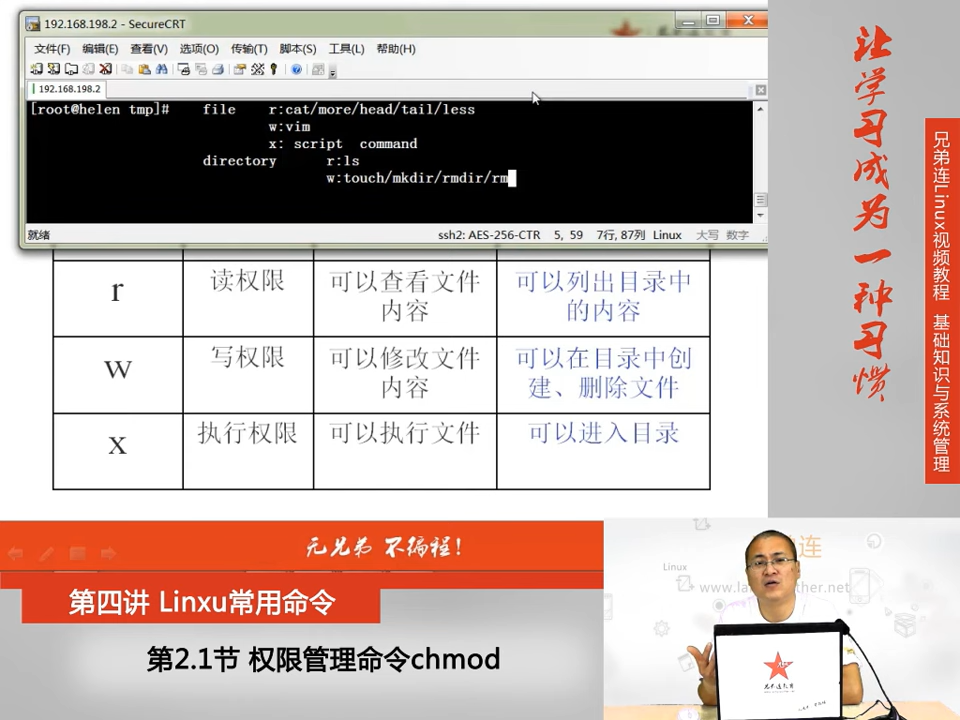 192.168.198.2 - SecureCRT
文件(F) 编辑(E) 查看(V) 选项(O) 传输(T) 脚本(S) 工具(L) 帮助(H)
192.168.198.2
[root@helen tmp]# file r:cat/more/head/tail/less
w:vim
x: script command
directory r:ls
w:touch/mkdir/rmdir/rm
就绪 ssh2: AES-256-CTR 5, 59 7行, 87列 Linux 大写 数字
r 读权限 可以查看文件内容 可以列出目录中的内容
w 写权限 可以修改文件内容 可以在目录中创建、删除文件
x 执行权限 可以执行文件 可以进入目录
让学习成为一种习惯
兄弟连Linux视频教程 基础知识与系统管理
无兄弟 不编程!
第四讲 Linxu常用命令
第2.1节 权限管理命令chmod
连
Linux